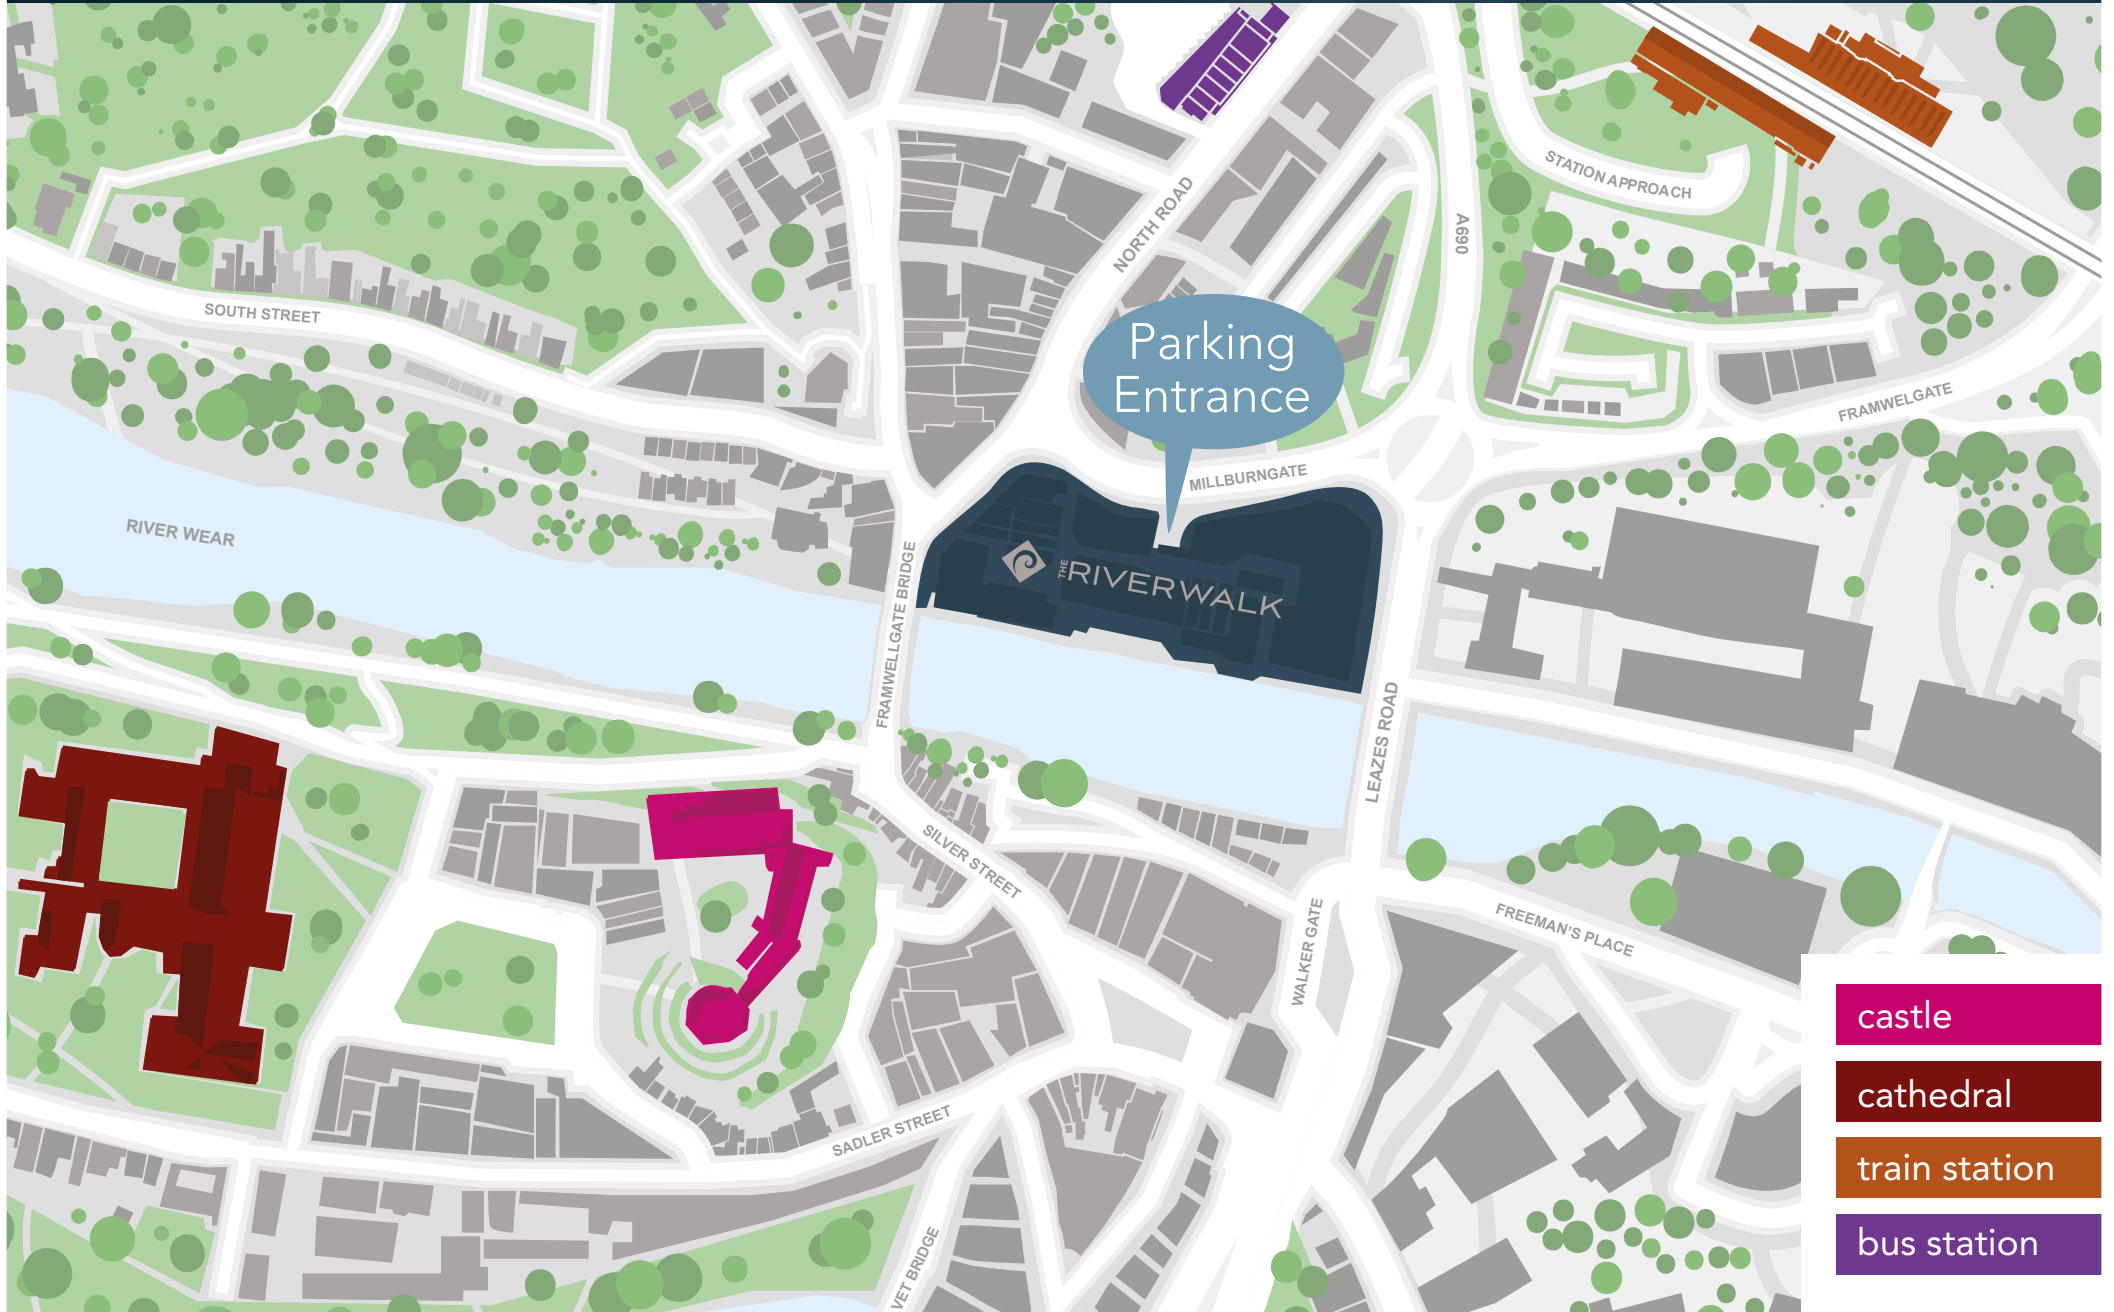 STATION APPROACH
NORTH ROAD
A690
SOUTH STREET
Parking
Entrance
FRAMWELGATE
MILLBURNGATE
RIVER WEAR
THE RIVERWALK
FRAMWELLGATE BRIDGE
LEAZES ROAD
SILVER STREET
FREEMAN'S PLACE
WALKER GATE
SADLER STREET
VET BRIDGE
castle
cathedral
train station
bus station